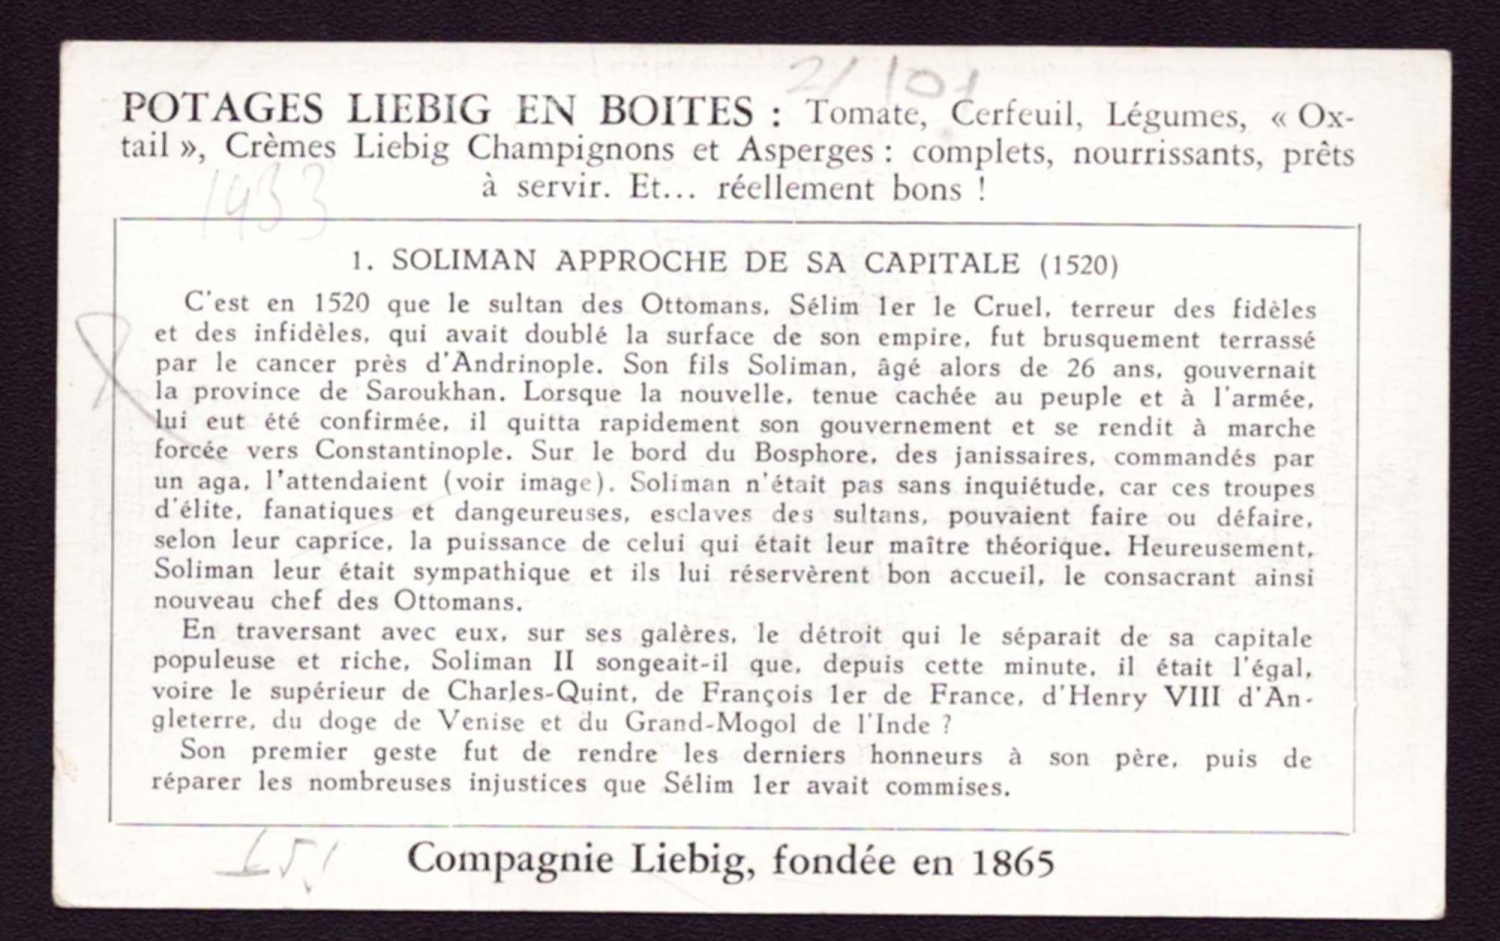 POTAGES LIEBIG EN BOITES : Tomate, Cerfeuil, Légumes, « Ox-
tail », Crèmes Liebig Champignons et Asperges : complets, nourrissants, prêts
à servir. Et... réellement bons !
1933
1. SOLIMAN APPROCHE DE SA CAPITALE (1520)
C'est en 1520 que le sultan des Ottomans, Sélim 1er le Cruel, terreur des fidèles
et des infidèles, qui avait doublé la surface de son empire, fut brusquement terrassé
par le cancer près d'Andrinople. Son fils Soliman, âgé alors de 26 ans, gouvernait
la province de Saroukhan. Lorsque la nouvelle, tenue cachée au peuple et à l'armée,
lui eut été confirmée, il quitta rapidement son gouvernement et se rendit à marche
forcée vers Constantinople. Sur le bord du Bosphore, des janissaires, commandés par
un aga, l'attendaient (voir image). Soliman n'était pas sans inquiétude, car ces troupes
d'élite, fanatiques et dangeureuses, esclaves des sultans, pouvaient faire ou défaire,
selon leur caprice, la puissance de celui qui était leur maître théorique. Heureusement,
Soliman leur était sympathique et ils lui réservèrent bon accueil, le consacrant ainsi
nouveau chef des Ottomans.
En traversant avec eux, sur ses galères, le détroit qui le séparait de sa capitale
populeuse et riche, Soliman II songeait-il que, depuis cette minute, il était l'égal,
voire le supérieur de Charles-Quint, de François 1er de France, d'Henry VIII d'An-
gleterre, du doge de Venise et du Grand-Mogol de l'Inde ?
Son premier geste fut de rendre les derniers honneurs à son père, puis de
réparer les nombreuses injustices que Sélim 1er avait commises.
Compagnie Liebig, fondée en 1865